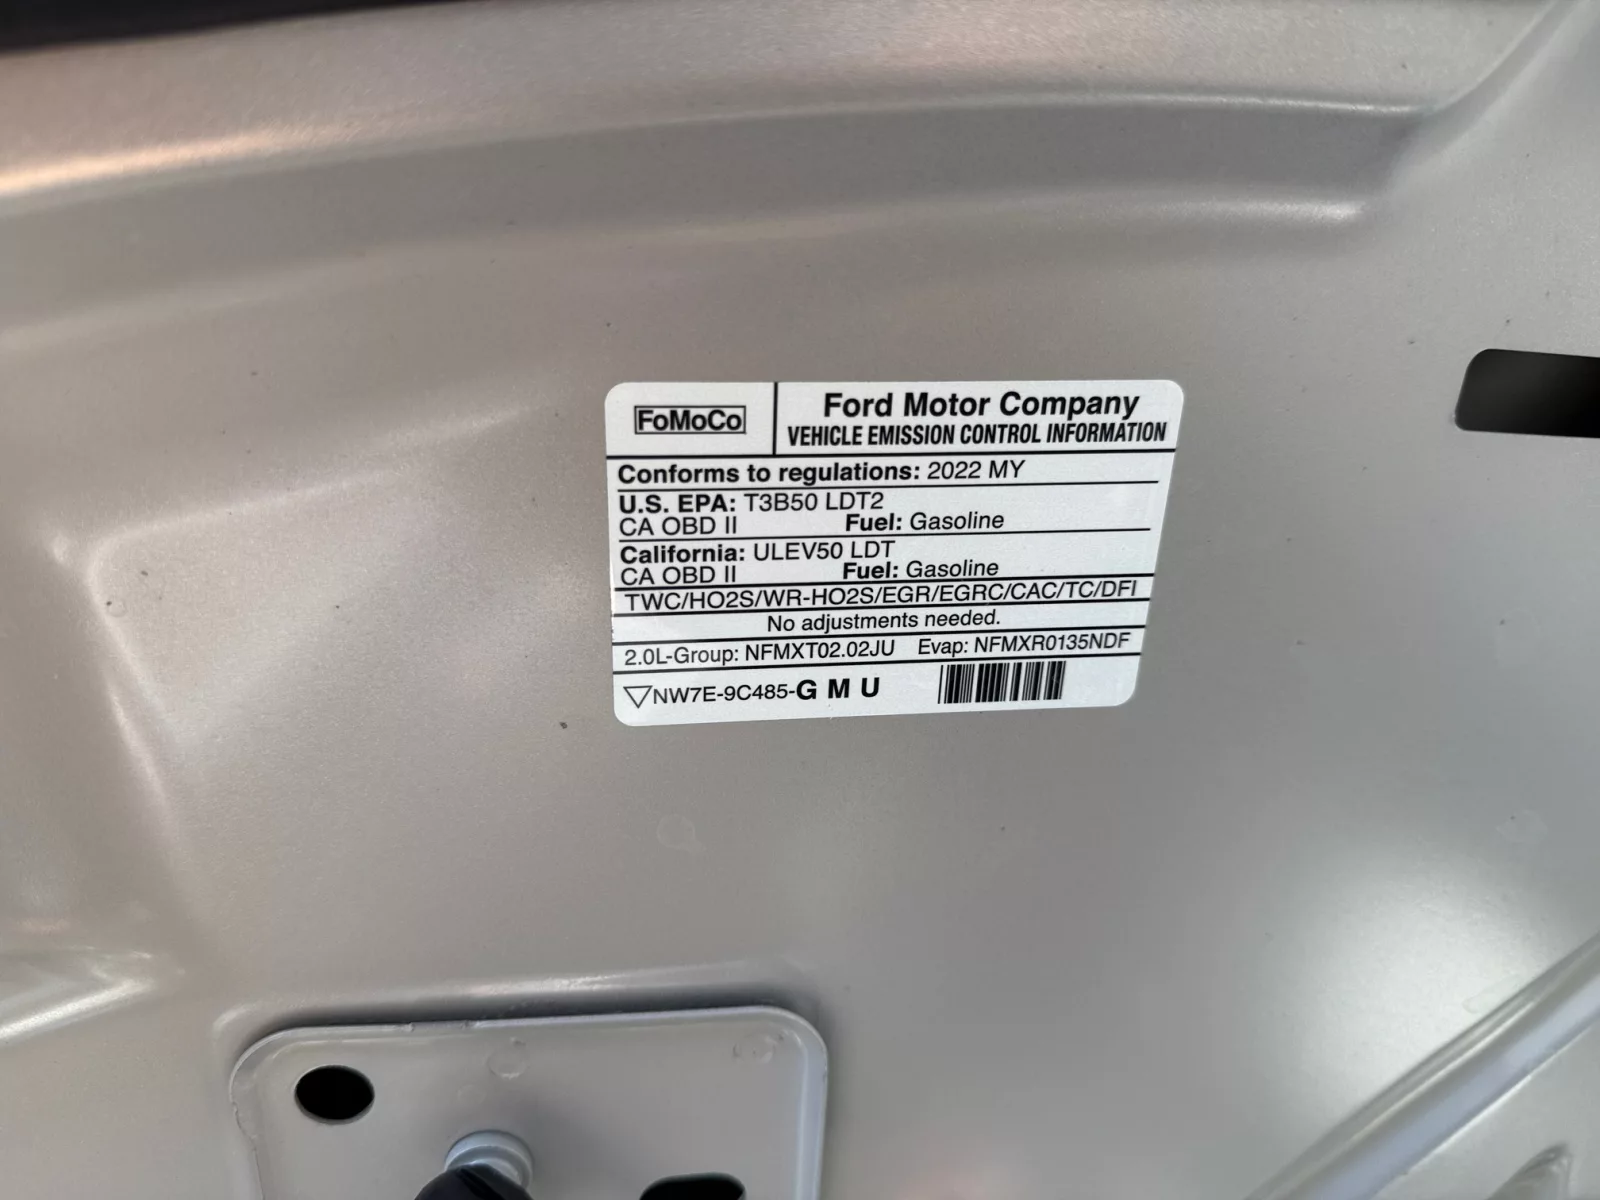 FoMoCo
Ford Motor Company
VEHICLE EMISSION CONTROL INFORMATION
Conforms to regulations: 2022 MY
U.S. EPA: T3B50 LDT2
CA OBD II Fuel: Gasoline
California: ULEV50 LDT
CA OBD II Fuel: Gasoline
TWC/HO2S/WR-HO2S/EGR/EGRC/CAC/TC/DFI
No adjustments needed.
2.0L-Group: NFMXT02.02JU Evap: NFMXR0135NDF
▽NW7E-9C485-G M U